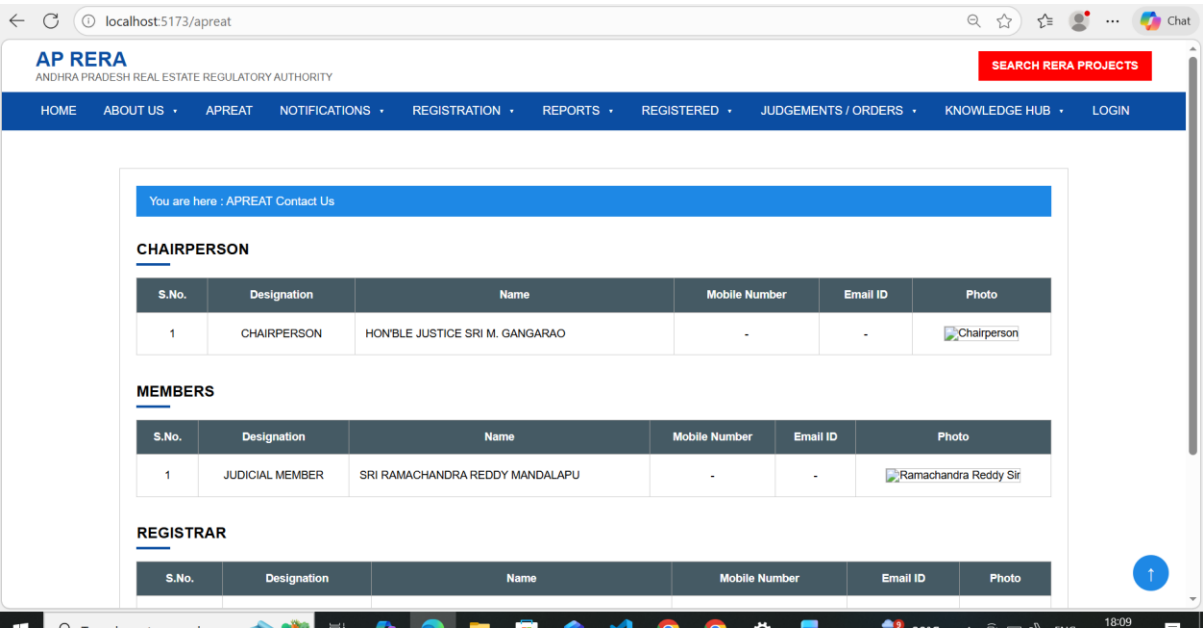 localhost:5173/apreat
Chat
AP RERA
ANDHRA PRADESH REAL ESTATE REGULATORY AUTHORITY
SEARCH RERA PROJECTS
HOME ABOUT US APREAT NOTIFICATIONS REGISTRATION REPORTS REGISTERED JUDGEMENTS / ORDERS KNOWLEDGE HUB LOGIN
You are here : APREAT Contact Us
CHAIRPERSON
S.No. Designation Name Mobile Number Email ID Photo
1 CHAIRPERSON HON'BLE JUSTICE SRI M. GANGARAO - - Chairperson
MEMBERS
S.No. Designation Name Mobile Number Email ID Photo
1 JUDICIAL MEMBER SRI RAMACHANDRA REDDY MANDALAPU - - Ramachandra Reddy Sir
REGISTRAR
S.No. Designation Name Mobile Number Email ID Photo
↑
18:09